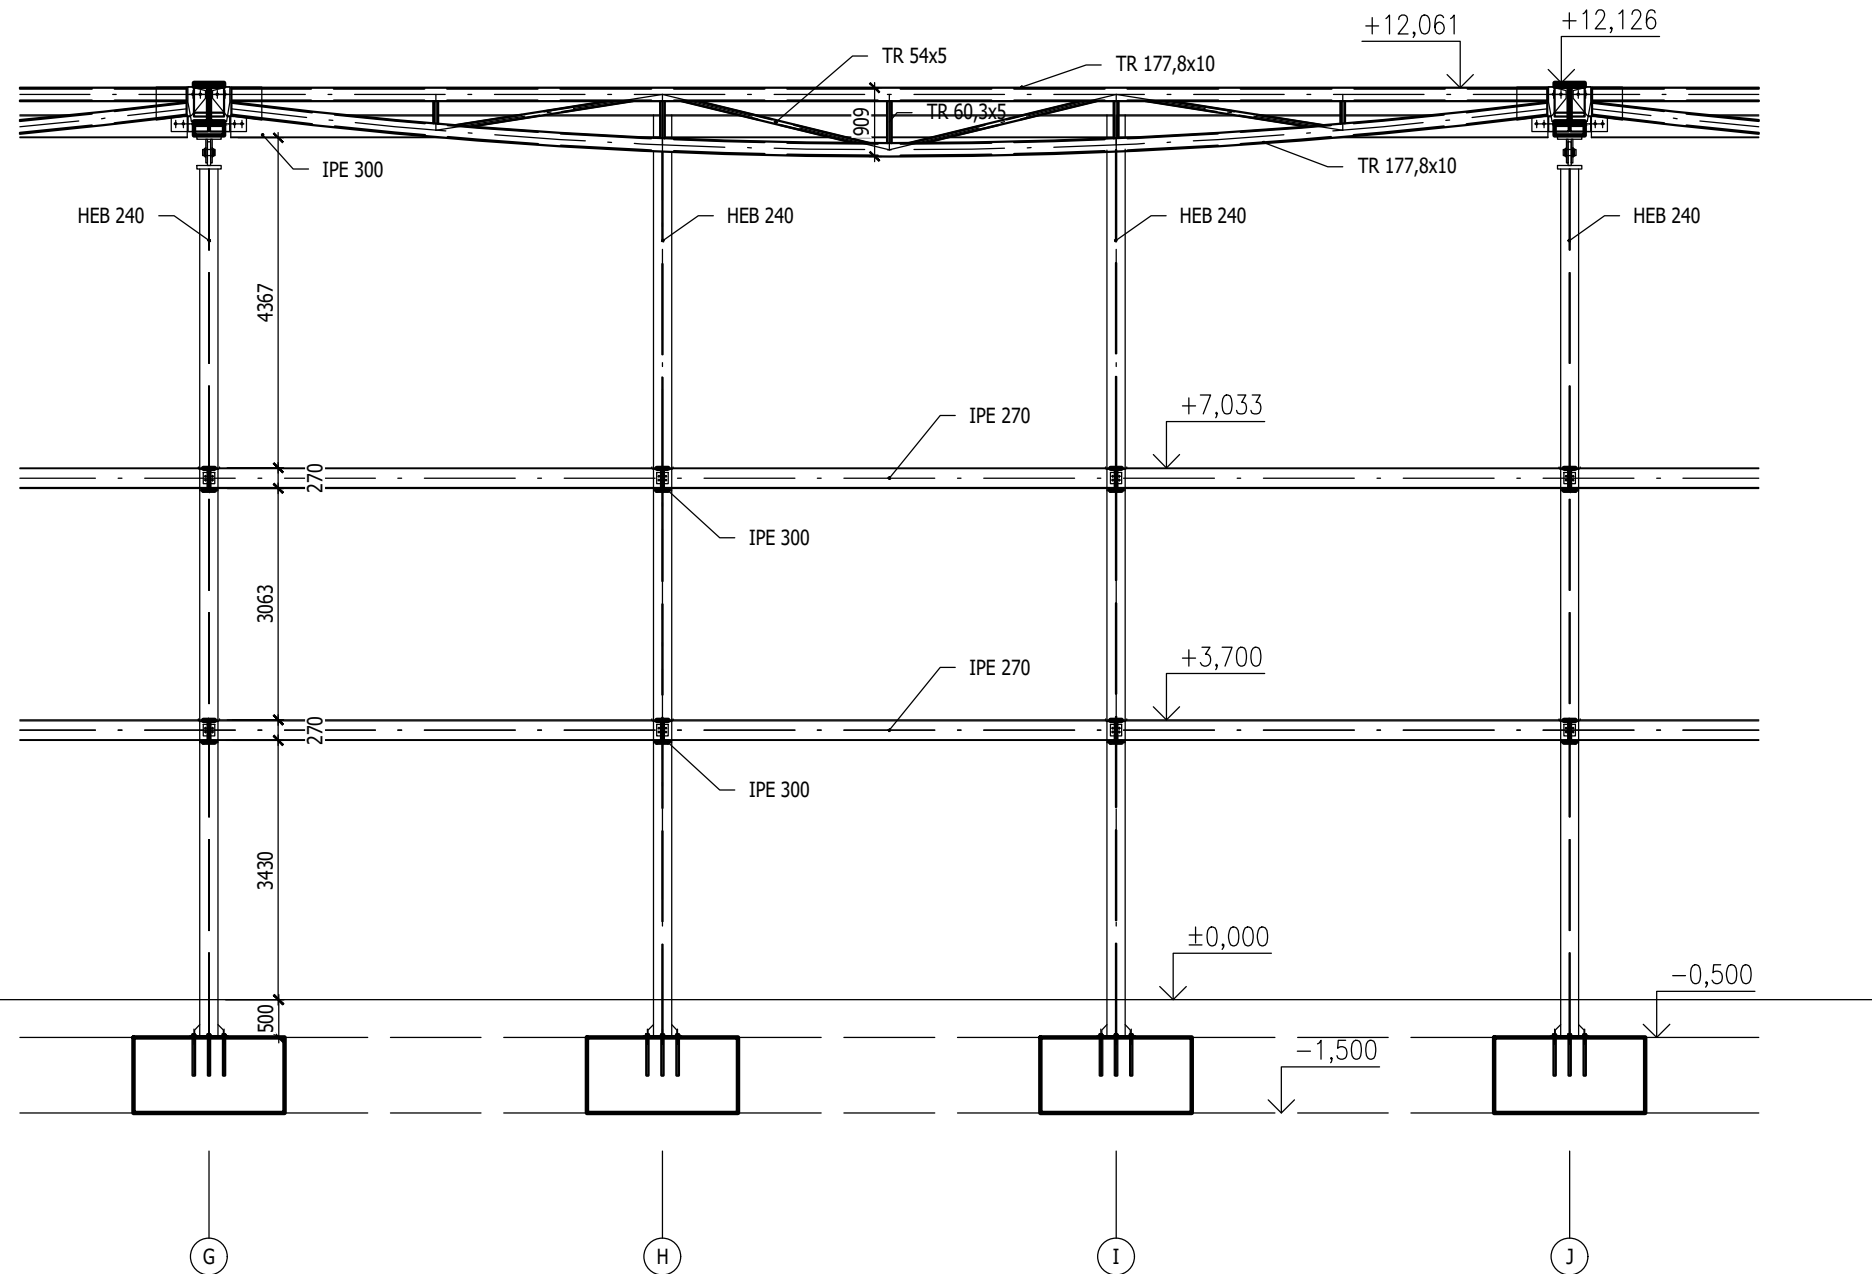 +12,061
+12,126
TR 54x5
TR 177,8x10
909
TR 60,3x5
IPE 300
TR 177,8x10
HEB 240
HEB 240
HEB 240
HEB 240
4367
+7,033
IPE 270
270
IPE 300
3063
+3,700
IPE 270
270
IPE 300
3430
±0,000
-0,500
500
-1,500
G
H
I
J